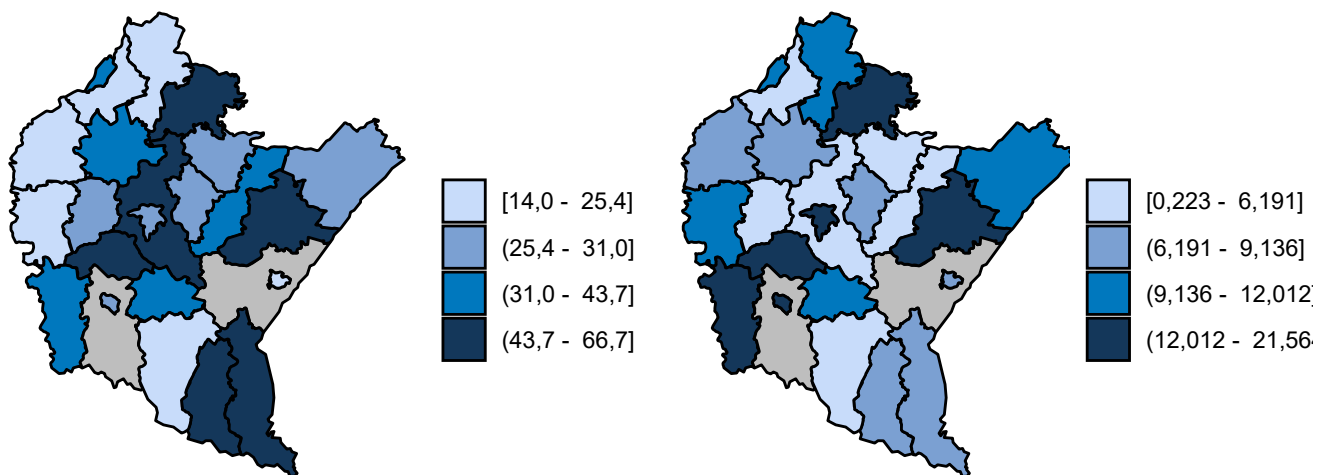 [14,0 - 25,4]
(25,4 - 31,0]
(31,0 - 43,7]
(43,7 - 66,7]
[0,223 - 6,191]
(6,191 - 9,136]
(9,136 - 12,012]
(12,012 - 21,564